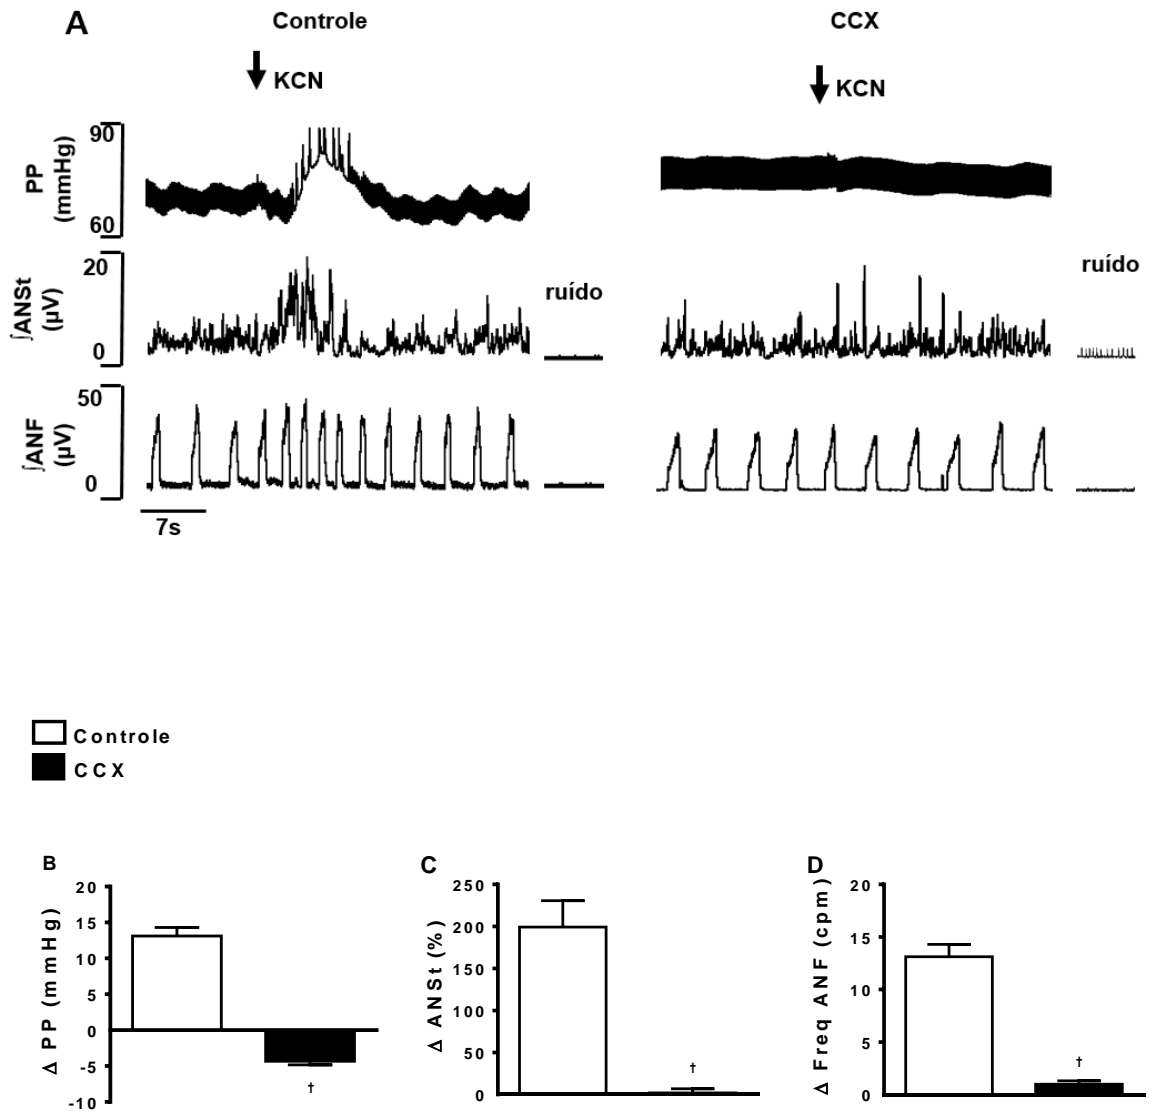 A
Controle
CCX
KCN
KCN
90
PP
(mmHg)
60
20
∫ANSt
(µV)
0
ruído
ruído
50
∫ANF
(µV)
0
7s
Controle
CCX
B
20
15
10
5
0
-5
-10
Δ PP (mmHg)
†
C
250
200
150
100
50
0
Δ ANSt (%)
†
D
20
15
10
5
0
Δ Freq ANF (cpm)
†